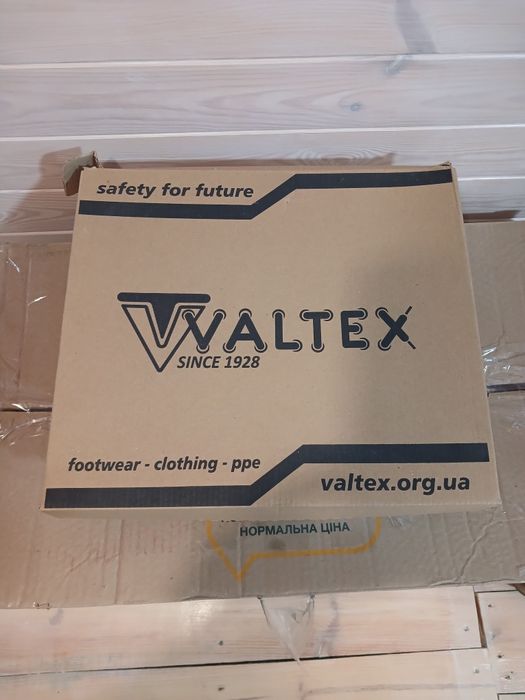 safety for future
VALTEX
SINCE 1928
footwear - clothing - ppe
valtex.org.ua
НОРМАЛЬНА ЦІНА